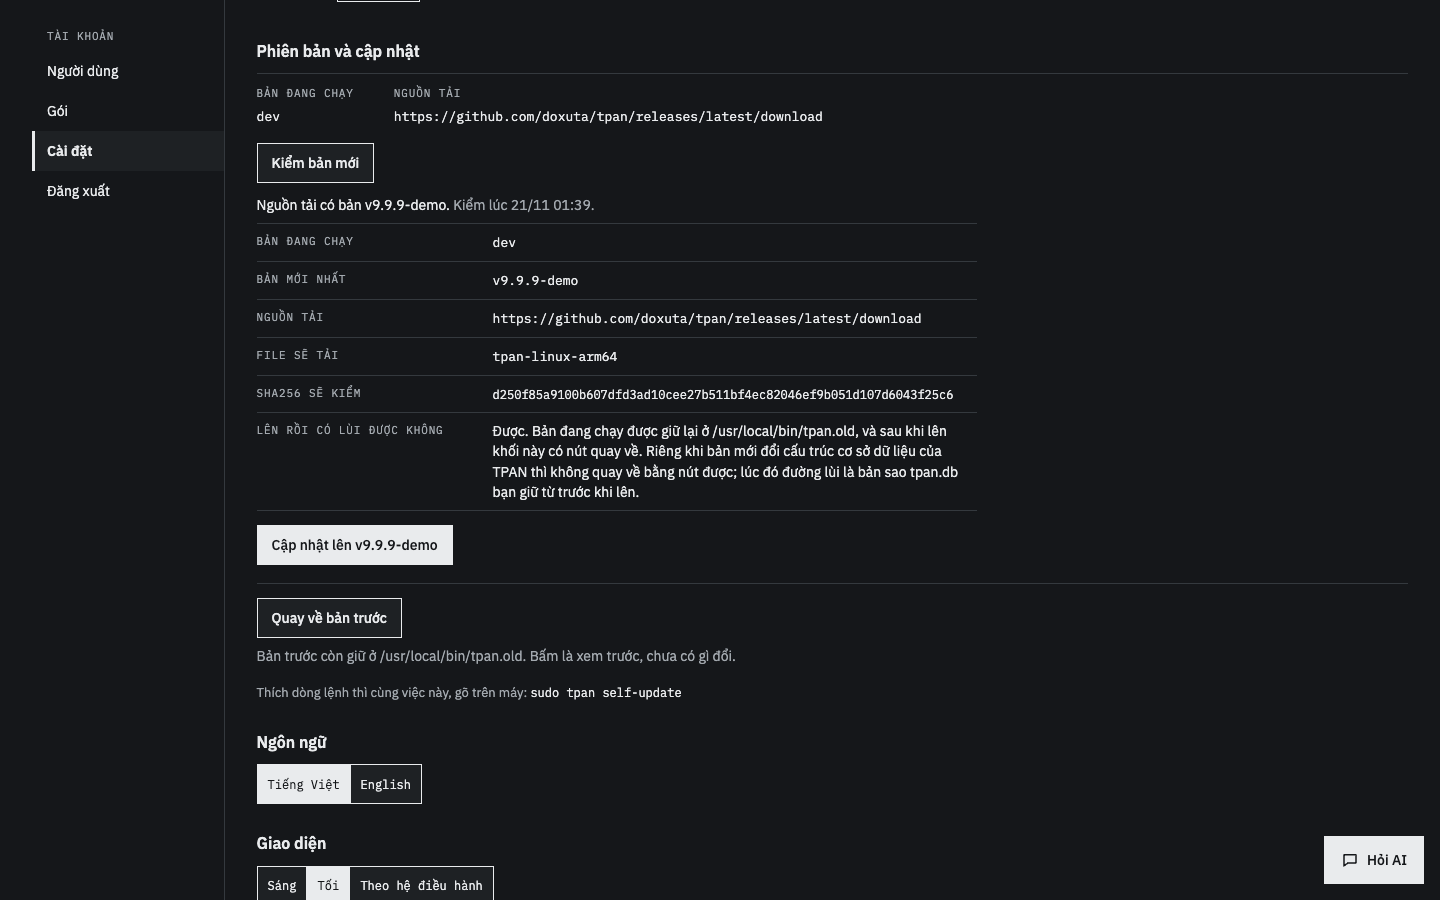 TÀI KHOẢN
Người dùng
Gói
Cài đặt
Đăng xuất
Phiên bản và cập nhật
BẢN ĐANG CHẠY
NGUỒN TẢI
dev
https://github.com/doxuta/tpan/releases/latest/download
Kiểm bản mới
Nguồn tải có bản v9.9.9-demo. Kiểm lúc 21/11 01:39.
BẢN ĐANG CHẠY
dev
BẢN MỚI NHẤT
v9.9.9-demo
NGUỒN TẢI
https://github.com/doxuta/tpan/releases/latest/download
FILE SẼ TẢI
tpan-linux-arm64
SHA256 SẼ KIỂM
d250f85a9100b607dfd3ad10cee27b511bf4ec82046ef9b051d107d6043f25c6
LÊN RỒI CÓ LÙI ĐƯỢC KHÔNG
Được. Bản đang chạy được giữ lại ở /usr/local/bin/tpan.old, và sau khi lên
khối này có nút quay về. Riêng khi bản mới đổi cấu trúc cơ sở dữ liệu của
TPAN thì không quay về bằng nút được; lúc đó đường lùi là bản sao tpan.db
bạn giữ từ trước khi lên.
Cập nhật lên v9.9.9-demo
Quay về bản trước
Bản trước còn giữ ở /usr/local/bin/tpan.old. Bấm là xem trước, chưa có gì đổi.
Thích dòng lệnh thì cùng việc này, gõ trên máy: sudo tpan self-update
Ngôn ngữ
Tiếng Việt
English
Giao diện
Sáng
Tối
Theo hệ điều hành
Hỏi AI